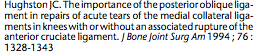 Hughston JC. The importance of the posterior oblique liga-
ment in repairs of acute tears of the medial collateral liga-
ments in knees with or without an associated rupture of the
anterior cruciate ligament. J Bone Joint Surg Am 1994 ; 76 :
1328-1343